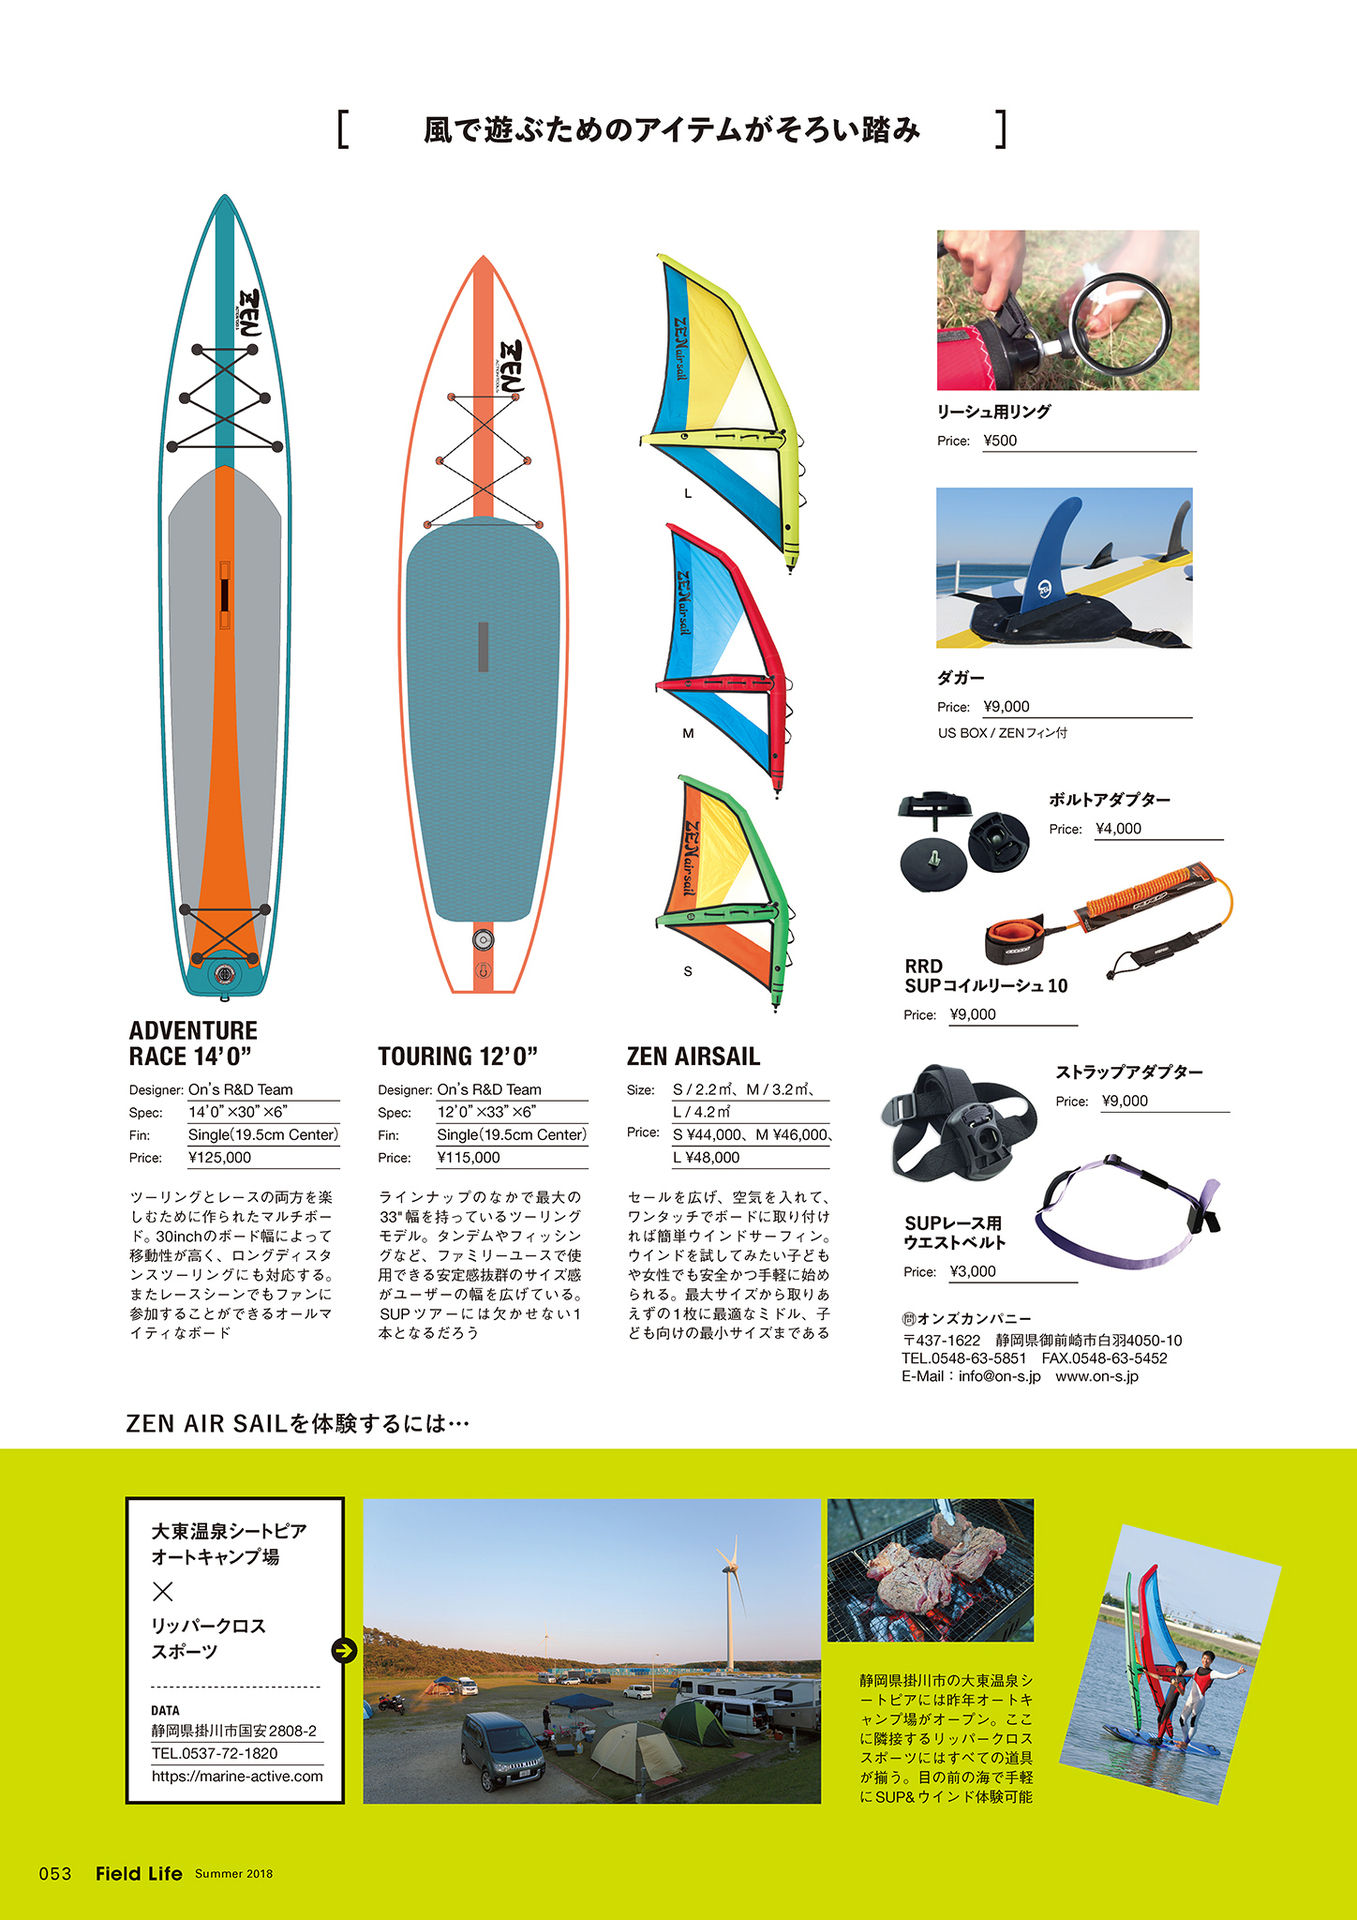 [ 風で遊ぶためのアイテムがそろい踏み ]
ZEN
ZEN
ZEN air sail
L
ZEN air sail
M
ZEN air sail
S
ADVENTURE
RACE 14’0”
Designer: On’s R&D Team
Spec: 14’0”×30”×6”
Fin: Single(19.5cm Center)
Price: ¥125,000
ツーリングとレースの両方を楽
しむために作られたマルチボー
ド。30inchのボード幅によって
移動性が高く、ロングディスタ
ンスツーリングにも対応する。
またレースシーンでもファンに
参加することができるオールマ
イティなボード
TOURING 12’0”
Designer: On’s R&D Team
Spec: 12’0”×33”×6”
Fin: Single(19.5cm Center)
Price: ¥115,000
ラインナップのなかで最大の
33"幅を持っているツーリング
モデル。タンデムやフィッシン
グなど、ファミリーユースで使
用できる安定感抜群のサイズ感
がユーザーの幅を広げている。
SUPツアーには欠かせない1
本となるだろう
ZEN AIRSAIL
Size: S / 2.2㎡、M / 3.2㎡、
L / 4.2㎡
Price: S ¥44,000、M ¥46,000、
L ¥48,000
セールを広げ、空気を入れて、
ワンタッチでボードに取り付け
れば簡単ウインドサーフィン。
ウインドを試してみたい子ども
や女性でも安全かつ手軽に始め
られる。最大サイズから取りあ
えずの1枚に最適なミドル、子
ども向けの最小サイズまである
リーシュ用リング
Price: ¥500
ダガー
Price: ¥9,000
US BOX / ZENフィン付
ボルトアダプター
Price: ¥4,000
RRD
SUPコイルリーシュ10
Price: ¥9,000
ストラップアダプター
Price: ¥9,000
SUPレース用
ウエストベルト
Price: ¥3,000
㉄オンズカンパニー
〒437-1622 静岡県御前崎市白羽4050-10
TEL.0548-63-5851 FAX.0548-63-5452
E-Mail：info@on-s.jp www.on-s.jp
ZEN AIR SAILを体験するには…
大東温泉シートピア
オートキャンプ場
×
リッパークロス
スポーツ
DATA
静岡県掛川市国安2808-2
TEL.0537-72-1820
https://marine-active.com
静岡県掛川市の大東温泉シ
ートピアには昨年オートキ
ャンプ場がオープン。ここ
に隣接するリッパークロス
スポーツにはすべての道具
が揃う。目の前の海で手軽
にSUP&ウインド体験可能
053 Field Life Summer 2018